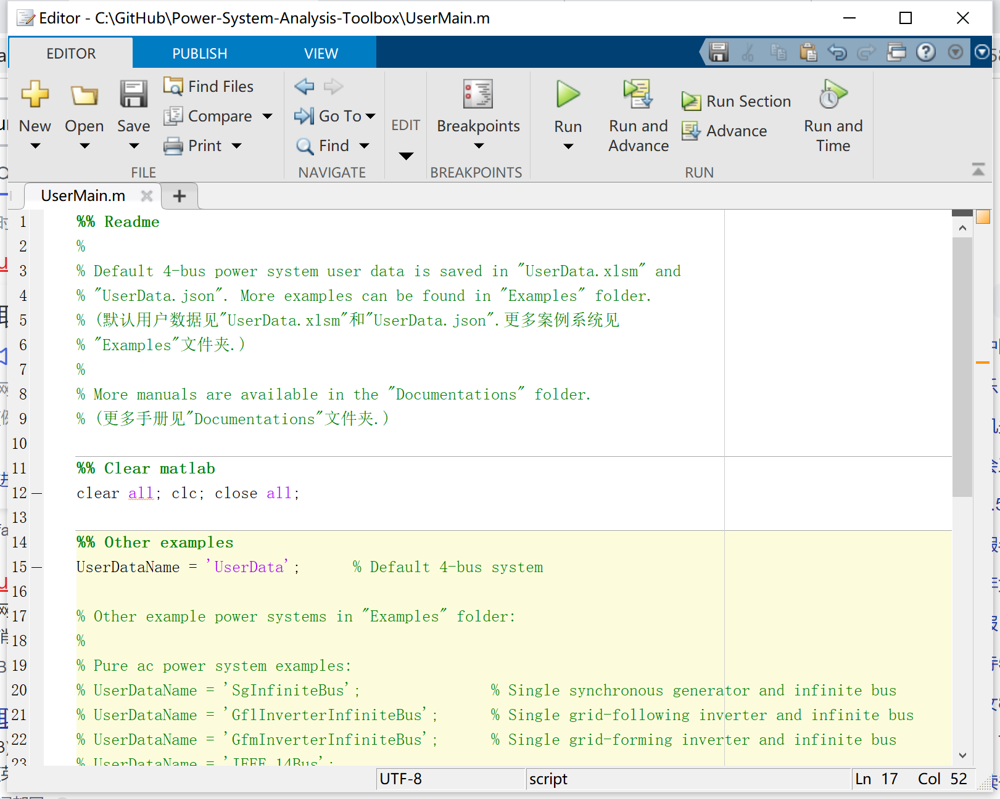 Editor - C:\GitHub\Power-System-Analysis-Toolbox\UserMain.m
EDITOR PUBLISH VIEW
New Open Save Find Files Compare Print
Go To Find
EDIT
Breakpoints
Run
Run and Advance
Run Section
Advance
Run and Time
FILE NAVIGATE BREAKPOINTS RUN
UserMain.m
1 %% Readme
2 %
3 % Default 4-bus power system user data is saved in "UserData.xlsm" and
4 % "UserData.json". More examples can be found in "Examples" folder.
5 % (默认用户数据见"UserData.xlsm"和"UserData.json".更多案例系统见
6 % "Examples"文件夹.)
7 %
8 % More manuals are available in the "Documentations" folder.
9 % (更多手册见"Documentations"文件夹.)
10
11 %% Clear matlab
12 clear all; clc; close all;
13
14 %% Other examples
15 UserDataName = 'UserData'; % Default 4-bus system
16
17 % Other example power systems in "Examples" folder:
18 %
19 % Pure ac power system examples:
20 % UserDataName = 'SgInfiniteBus'; % Single synchronous generator and infinite bus
21 % UserDataName = 'GflInverterInfiniteBus'; % Single grid-following inverter and infinite bus
22 % UserDataName = 'GfmInverterInfiniteBus'; % Single grid-forming inverter and infinite bus
23 % UserDataName = 'IEEE_14Bus';
UTF-8 script Ln 17 Col 52